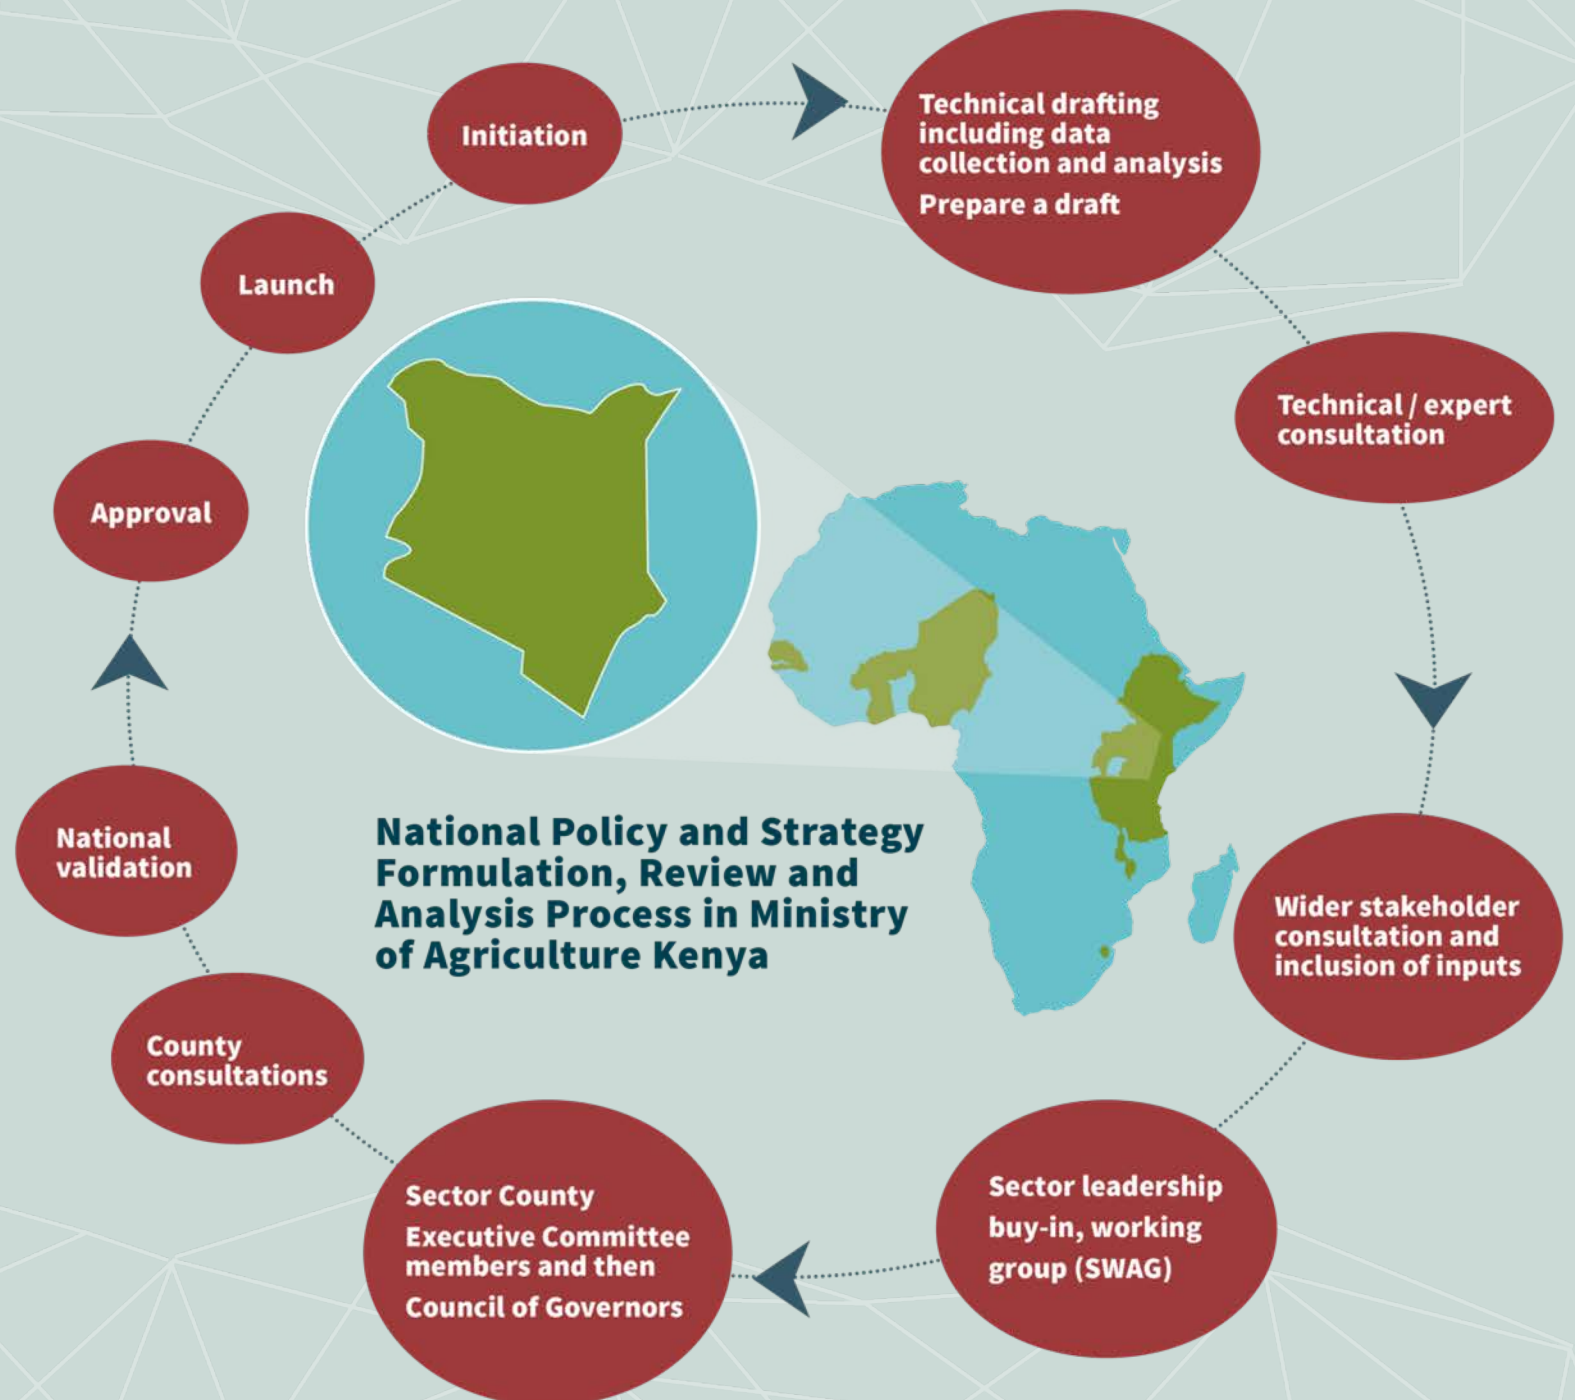 Initiation
Technical drafting
including data
collection and analysis
Prepare a draft
Launch
Technical / expert
consultation
Approval
National Policy and Strategy
Formulation, Review and
Analysis Process in Ministry
of Agriculture Kenya
National
validation
Wider stakeholder
consultation and
inclusion of inputs
County
consultations
Sector County
Executive Committee
members and then
Council of Governors
Sector leadership
buy-in, working
group (SWAG)